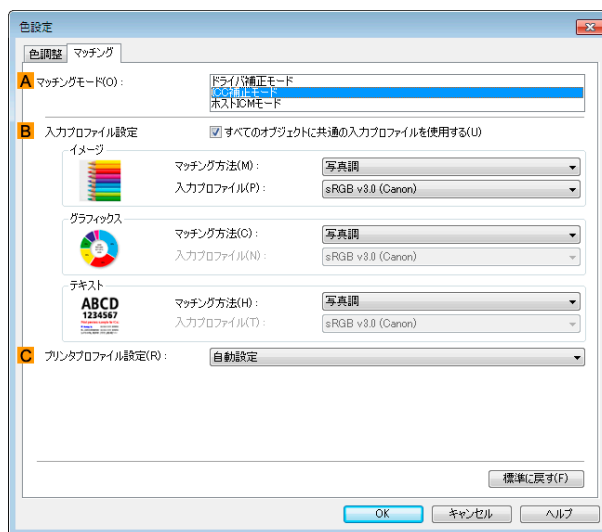 色設定
色調整 マッチング
A マッチングモード(O) : ドライバ補正モード
ICC補正モード
ホストICMモード
B 入力プロファイル設定 すべてのオブジェクトに共通の入力プロファイルを使用する(U)
イメージ
マッチング方法(M) : 写真調
入力プロファイル(P) : sRGB v3.0 (Canon)
グラフィックス
マッチング方法(C) : 写真調
入力プロファイル(N) : sRGB v3.0 (Canon)
テキスト
ABCD
1234567
マッチング方法(H) : 写真調
入力プロファイル(T) : sRGB v3.0 (Canon)
C プリンタプロファイル設定(R) : 自動設定
標準に戻す(F)
OK キャンセル ヘルプ